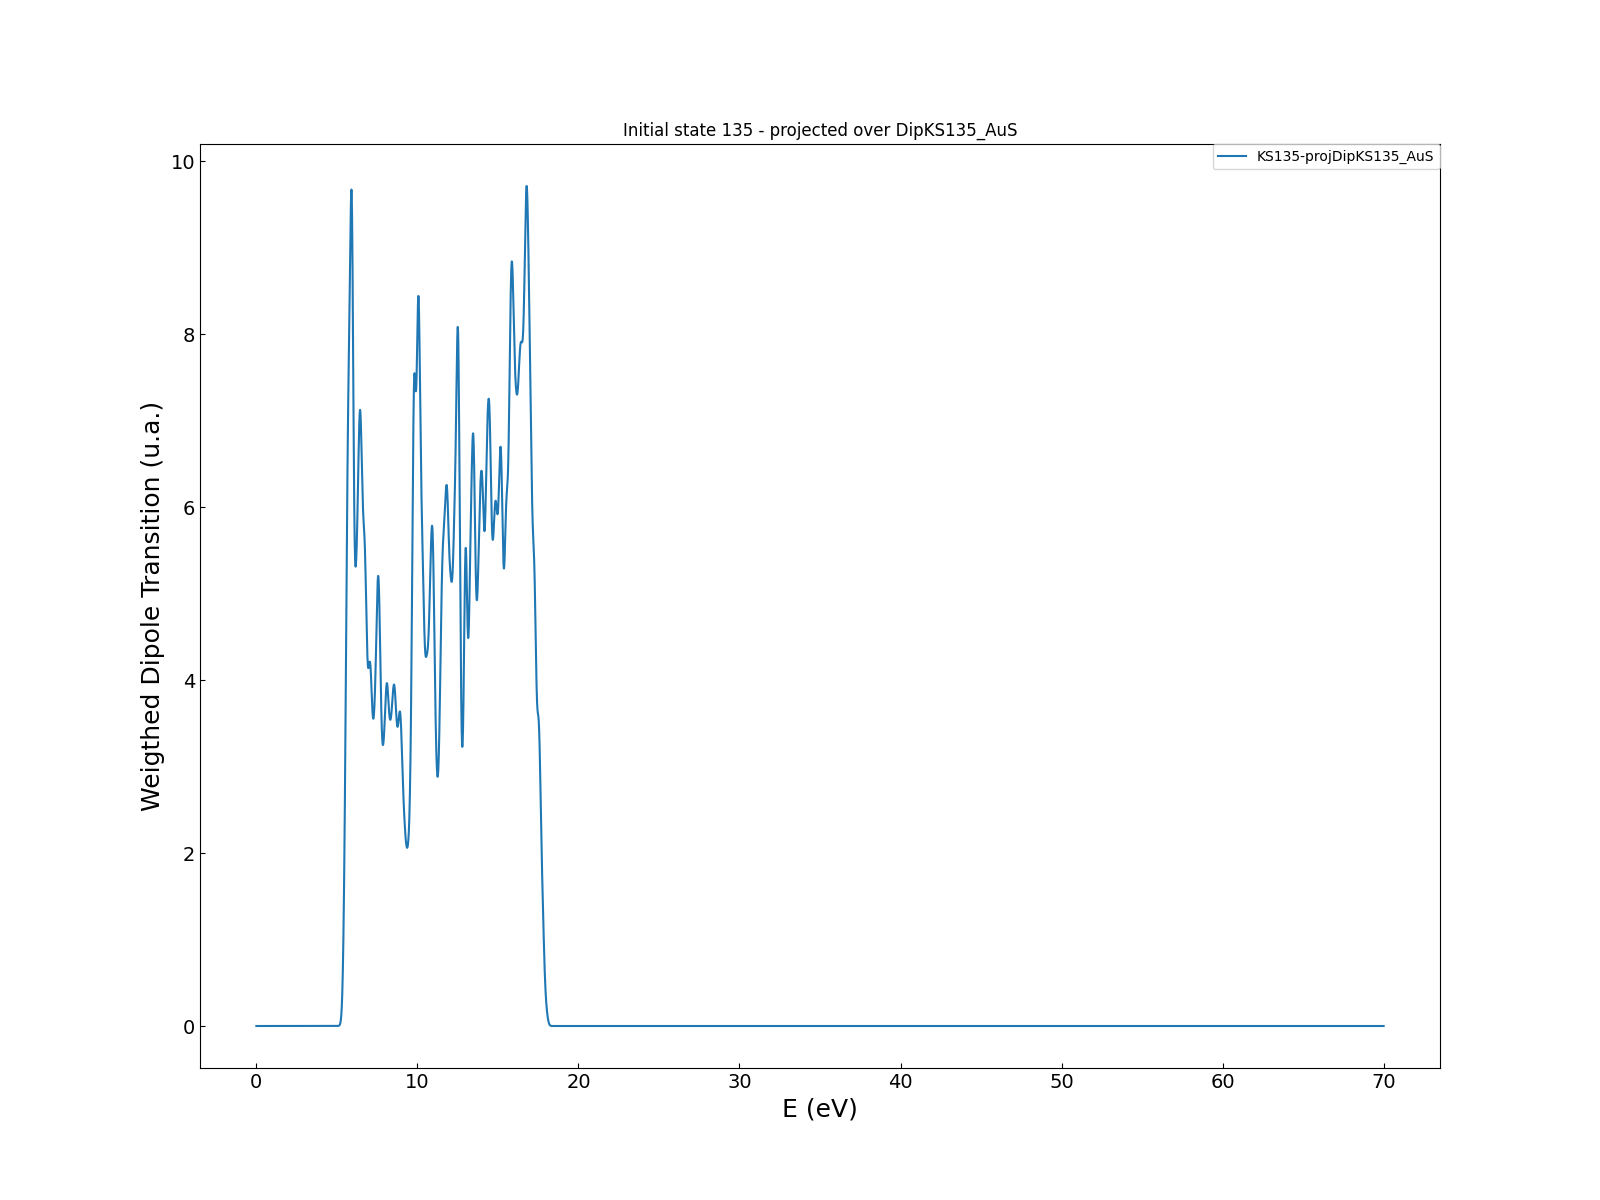 Initial state 135 - projected over DipKS135_AuS
KS135-projDipKS135_AuS
Weigthed Dipole Transition (u.a.)
10
8
6
4
2
0
0 10 20 30 40 50 60 70
E (eV)